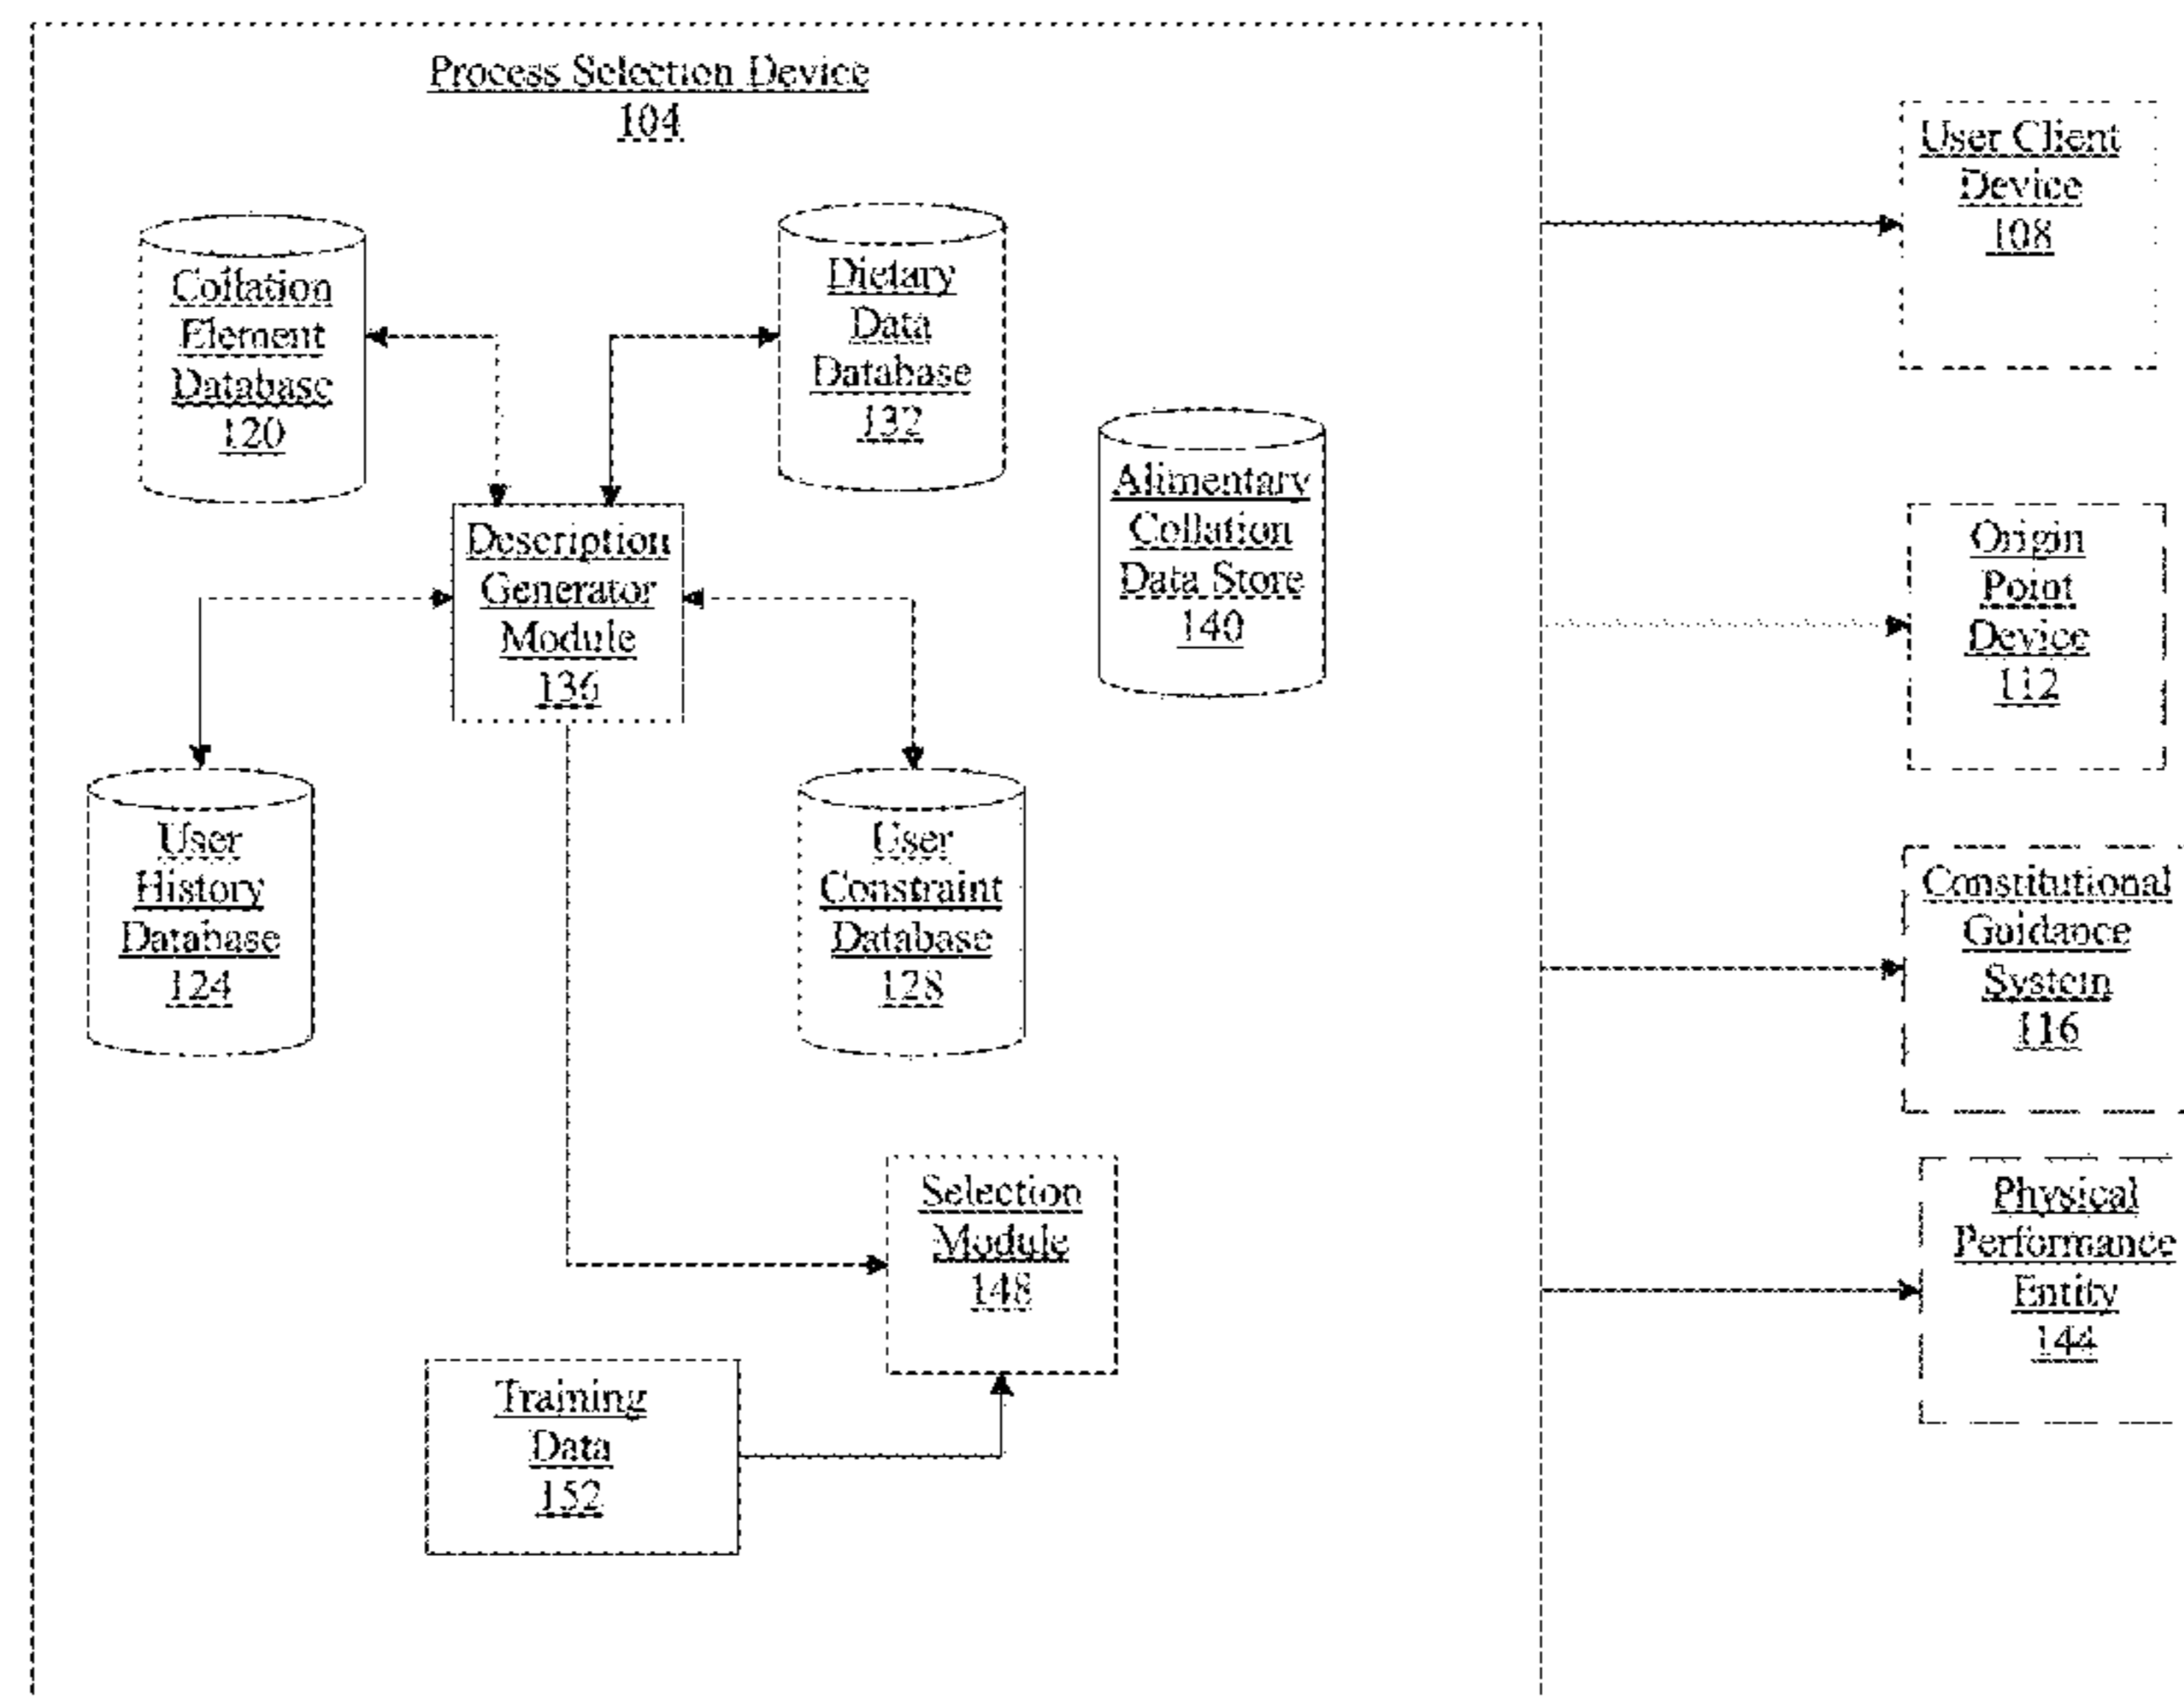 Process Selection Device
104
Collation
Element
Database
120
Dietary
Data
Database
132
Alimentary
Collation
Data Store
140
Description
Generator
Module
136
User
History
Database
124
User
Constraint
Database
128
Selection
Module
148
Training
Data
152
User Client
Device
108
Origin
Point
Device
112
Constitutional
Guidance
System
116
Physical
Performance
Entity
144